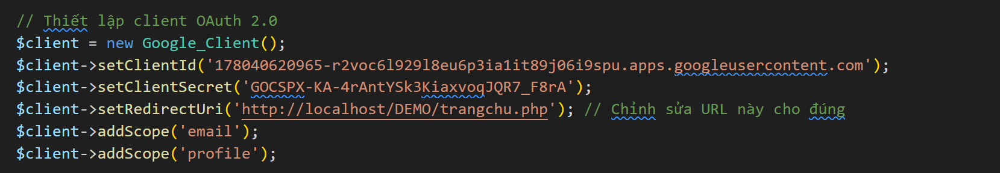 // Thiết lập client OAuth 2.0
$client = new Google_Client();
$client->setClientId('178040620965-r2voc6l929l8eu6p3ia1it89j06i9spu.apps.googleusercontent.com');
$client->setClientSecret('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');
$client->setRedirectUri('http://localhost/DEMO/trangchu.php'); // Chỉnh sửa URL này cho đúng
$client->addScope('email');
$client->addScope('profile');